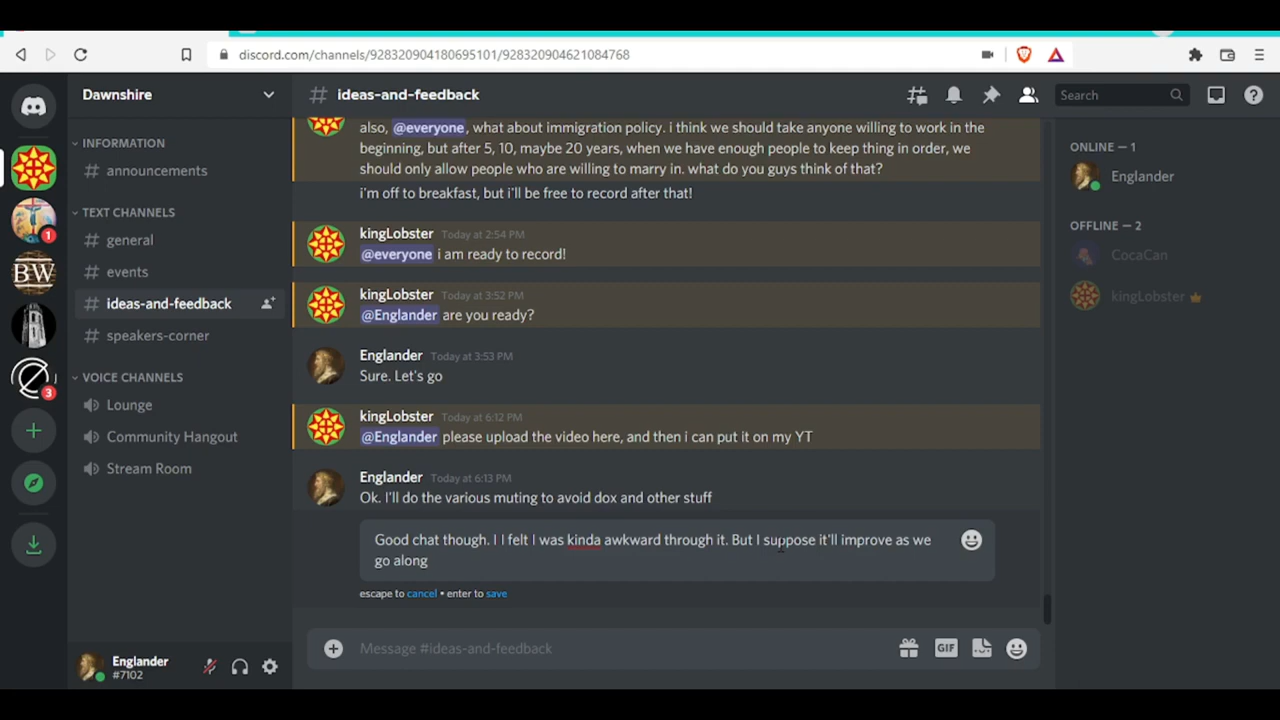 discord.com/channels/928320904180695101/928320904621084768
Dawnshire
ideas-and-feedback
Search
INFORMATION
announcements
TEXT CHANNELS
general
events
ideas-and-feedback
speakers-corner
VOICE CHANNELS
Lounge
Community Hangout
Stream Room
BW
1
3
Englander
#7102
also, @everyone, what about immigration policy. i think we should take anyone willing to work in the
beginning, but after 5, 10, maybe 20 years, when we have enough people to keep thing in order, we
should only allow people who are willing to marry in. what do you guys think of that?
i'm off to breakfast, but i'll be free to record after that!
kingLobster Today at 2:54 PM
@everyone i am ready to record!
kingLobster Today at 3:52 PM
@Englander are you ready?
Englander Today at 3:53 PM
Sure. Let's go
kingLobster Today at 6:12 PM
@Englander please upload the video here, and then i can put it on my YT
Englander Today at 6:13 PM
Ok. I'll do the various muting to avoid dox and other stuff
Good chat though. I I felt I was kinda awkward through it. But I suppose it'll improve as we
go along
escape to cancel • enter to save
Message #ideas-and-feedback
GIF
ONLINE — 1
Englander
OFFLINE — 2
CocaCan
kingLobster